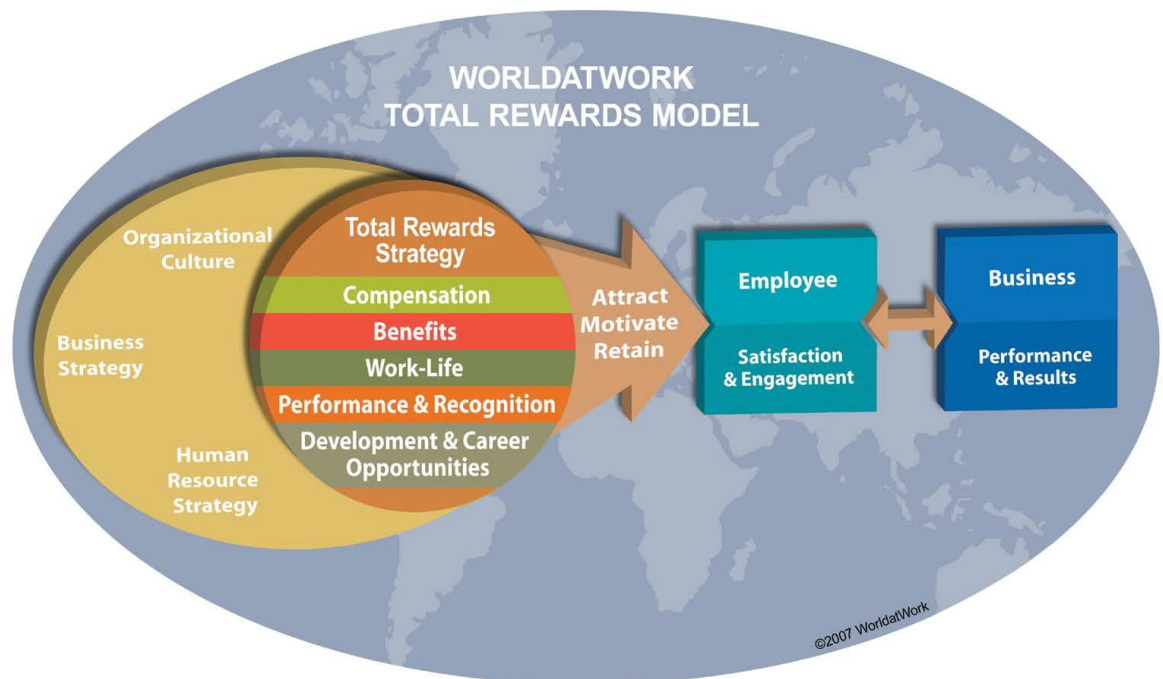 WORLDATWORK
TOTAL REWARDS MODEL
Organizational
Culture
Business
Strategy
Human
Resource
Strategy
Total Rewards
Strategy
Compensation
Benefits
Work-Life
Performance & Recognition
Development & Career
Opportunities
Attract
Motivate
Retain
Employee
Satisfaction
& Engagement
Business
Performance
& Results
©2007 WorldatWork